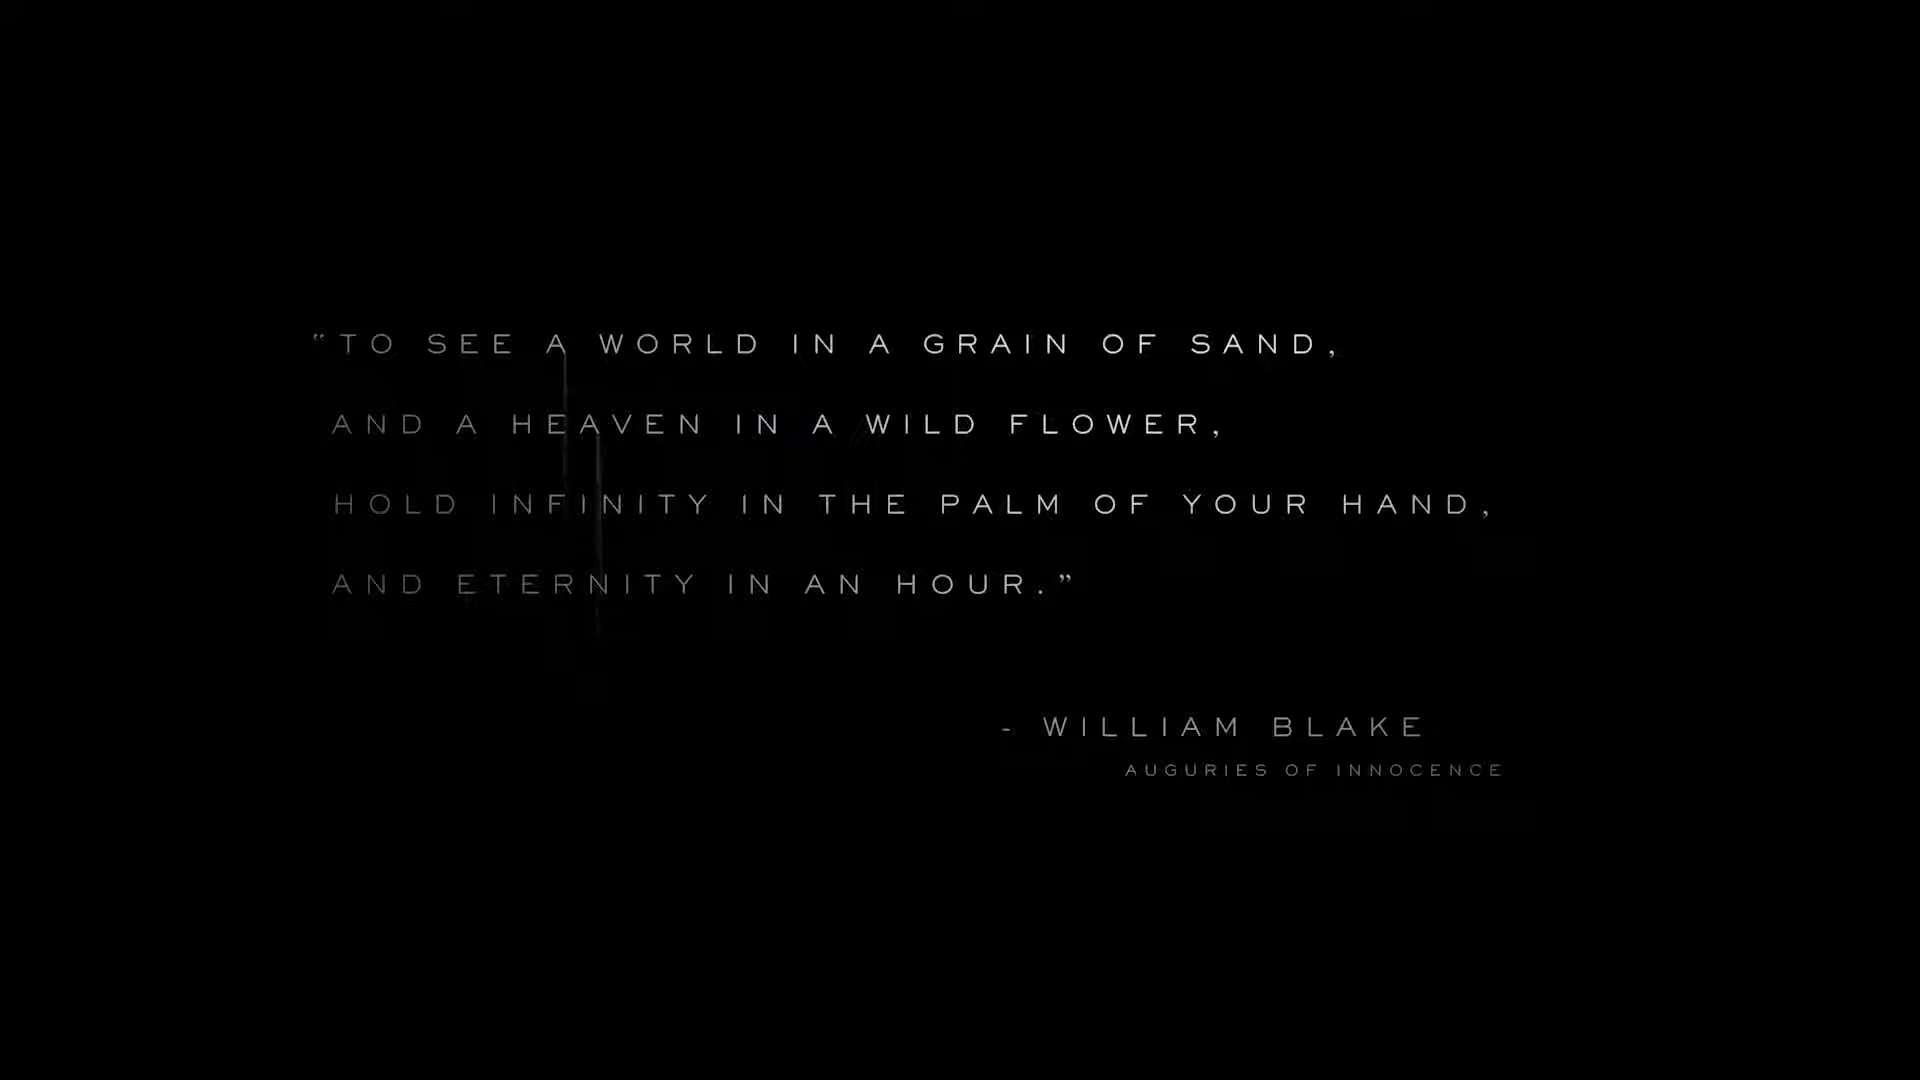 "TO SEE A WORLD IN A GRAIN OF SAND,
AND A HEAVEN IN A WILD FLOWER,
HOLD INFINITY IN THE PALM OF YOUR HAND,
AND ETERNITY IN AN HOUR.”
- WILLIAM BLAKE
AUGURIES OF INNOCENCE